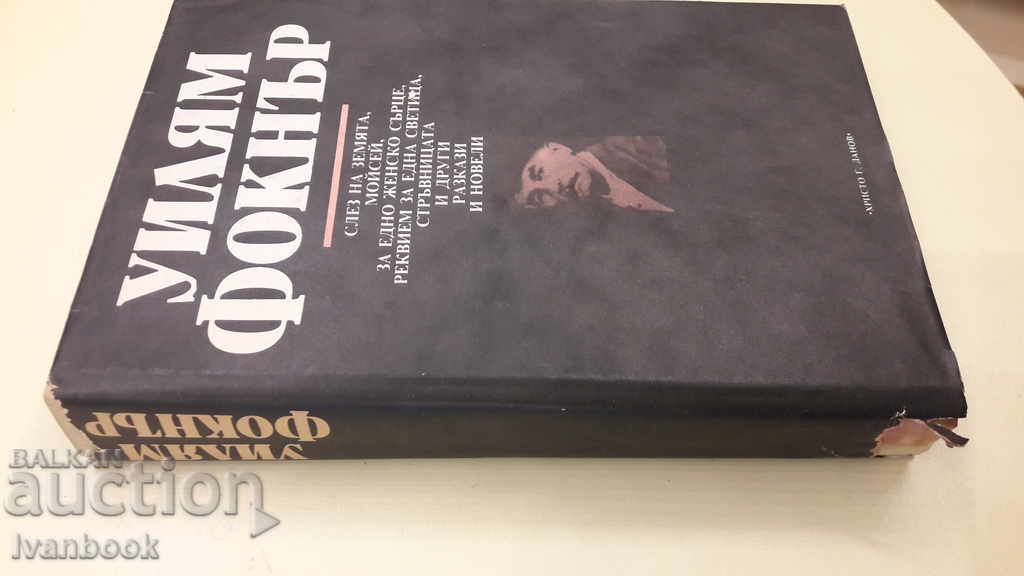 УИЛЯМ
ФОКНЪР
СЛЕЗ НА ЗЕМЯТА,
МОИСЕЙ,
ЗА ЕДНО ЖЕНСКО СЪРЦЕ,
РЕКВИЕМ ЗА ЕДНА СВЕТИЦА,
СТРЪВНИЦАТА
И ДРУГИ
РАЗКАЗИ
И НОВЕЛИ
«ХРИСТО Г. ДАНОВ»
УИЛЯМ
ФОКНЪР
BALKAN
auction
Ivanbook